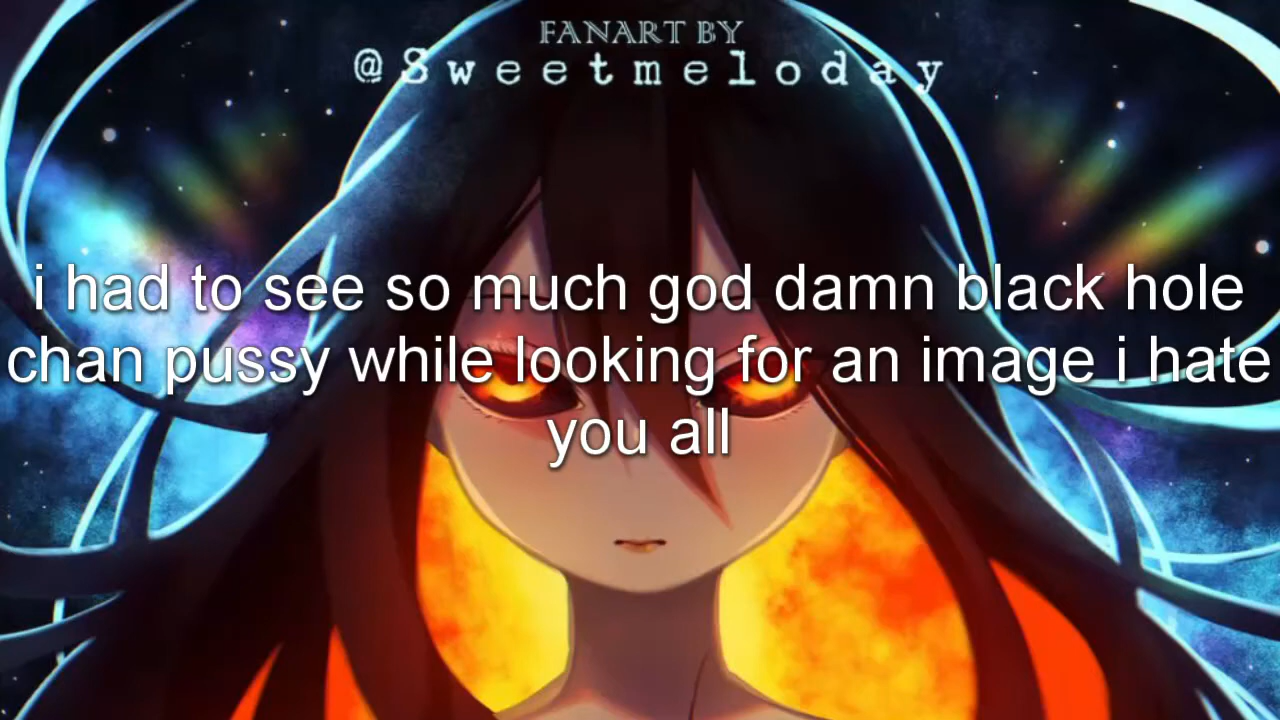 FANART BY
@Sweetmeloday
i had to see so much god damn black hole
chan pussy while looking for an image i hate
you all